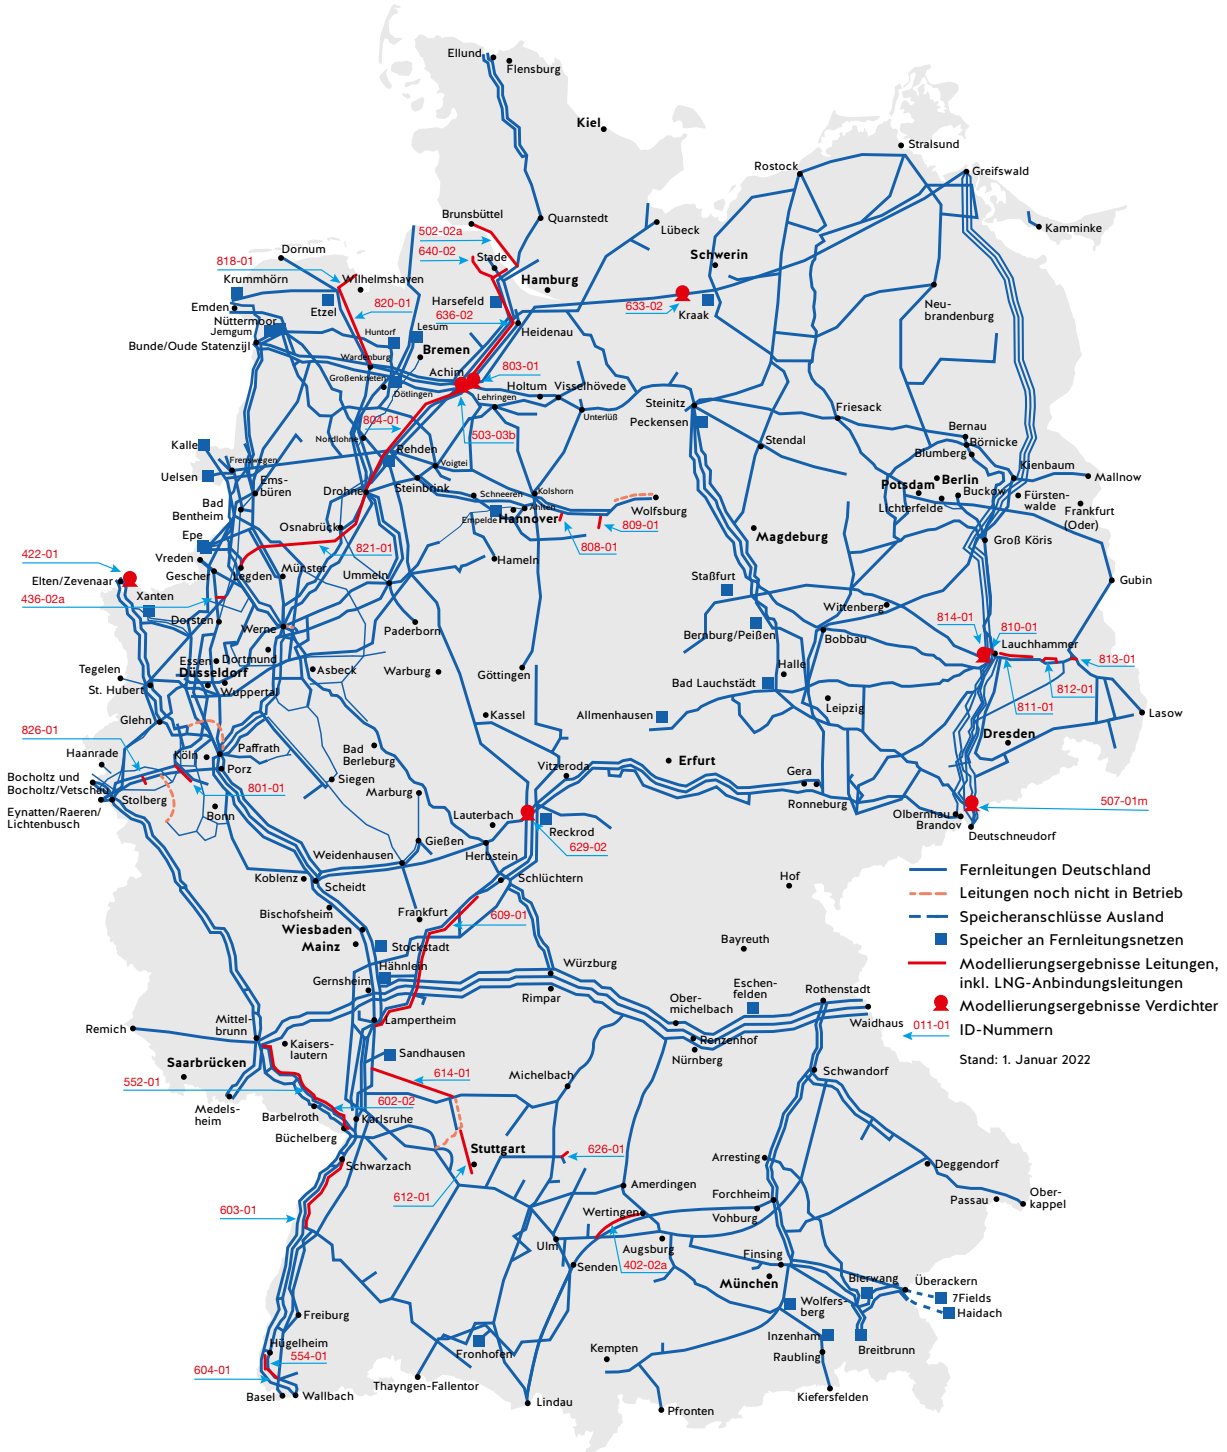 Ellund
Flensburg
Kiel
Stralsund
Rostock
Greifswald
Brunsbüttel
Quarnstedt
Lübeck
Kamminke
502-02a
640-02
Stade
Schwerin
Dornum
818-01
Wilhelmshaven
Krummhörn
Hamburg
820-01
Harsefeld
636-02
633-02
Kraak
Neu-
brandenburg
Emden
Etzel
Nüttermoor
Jemgum
Huntorf
Lesum
Heidenau
Bunde/Oude Statenzijl
Bremen
Wardenburg
Achim
803-01
Großenkneten
Dötlingen
Lehringen
Holtum
Visselhövede
Unterlüß
Steinitz
Peckensen
Friesack
804-01
503-03b
Bernau
Börnicke
Blumberg
Stendal
Nordlohne
Kalle
Rehden
Voigtei
Frenswegen
Uelsen
Ems-
büren
Kienbaum
Mallnow
Potsdam
Berlin
Buckow
Lichterfelde
Fürsten-
walde
Frankfurt
(Oder)
Drohne
Steinbrink
Schneeren
Kolshorn
Ahlten
Empelde
Hannover
Wolfsburg
Bad
Bentheim
Osnabrück
809-01
808-01
Magdeburg
Groß Köris
Epe
821-01
Vreden
Gescher
Legden
Münster
Ummeln
Hameln
422-01
Elten/Zevenaar
Xanten
436-02a
Dorsten
Werne
Paderborn
Staßfurt
Wittenberg
Gubin
Bernburg/Peißen
Bobbau
814-01
810-01
Lauchhammer
813-01
812-01
811-01
Essen
Dortmund
Düsseldorf
Wuppertal
Asbeck
Warburg
Göttingen
Halle
Bad Lauchstädt
Leipzig
Tegelen
St. Hubert
Glehn
Kassel
Allmenhausen
Lasow
Dresden
826-01
Haanrade
Köln
Paffrath
Porz
Bad
Berleburg
Vitzeroda
Erfurt
Gera
Ronneburg
Bocholtz und
Bocholtz/Vetschau
Stolberg
801-01
Siegen
Marburg
Eynatten/Raeren/
Lichtenbusch
Bonn
Lauterbach
Reckrod
629-02
507-01m
Olbernhau
Brandov
Deutschneudorf
Gießen
Herbstein
Weidenhausen
Koblenz
Scheidt
Schlüchtern
Hof
Bischofsheim
Frankfurt
609-01
Wiesbaden
Mainz
Stockstadt
Bayreuth
Hähnlein
Gernsheim
Würzburg
Rimpar
Eschen-
felden
Rothenstadt
Waidhaus
Ober-
michelbach
Renzenhof
Nürnberg
Mittel-
brunn
Remich
Lampertheim
Kaisers-
lautern
Saarbrücken
Sandhausen
614-01
Michelbach
Schwandorf
552-01
602-02
Medels-
heim
Barbelroth
Karlsruhe
Büchelberg
Stuttgart
626-01
Schwarzach
Arresting
Deggendorf
612-01
Amerdingen
Forchheim
Passau
Ober-
kappel
603-01
Wertingen
Vohburg
Ulm
Augsburg
Finsing
Senden
402-02a
München
Bierwang
Überackern
7Fields
Haidach
Wolfers-
berg
Freiburg
Inzenham
Raubling
Breitbrunn
Hügelheim
554-01
604-01
Fronhofen
Kempten
Basel
Wallbach
Thayngen-Fallentor
Lindau
Pfronten
Kiefersfelden
Fernleitungen Deutschland
Leitungen noch nicht in Betrieb
Speicheranschlüsse Ausland
Speicher an Fernleitungsnetzen
Modellierungsergebnisse Leitungen,
inkl. LNG-Anbindungsleitungen
Modellierungsergebnisse Verdichter
011-01
ID-Nummern
Stand: 1. Januar 2022